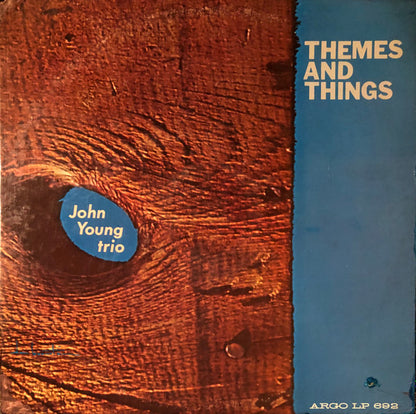 THEMES
AND
THINGS
John
Young
trio
ARGO LP 692